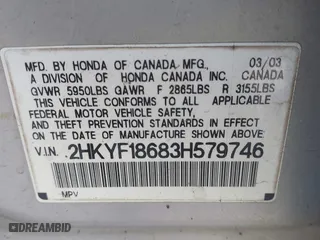 MFD. BY HONDA OF CANADA MFG., 03/03
A DIVISION OF HONDA CANADA INC. CANADA
GVWR 5950LBS GAWR F 2865LBS R 3155LBS
THIS VEHICLE CONFORMS TO ALL APPLICABLE
FEDERAL MOTOR VEHICLE SAFETY
AND THEFT PREVENTION STANDARDS IN EFFECT
ON THE DATE OF MANUFACTURE SHOWN ABOVE.
V.I.N. 2HKYF18683H579746
MPV
© DREAMBID